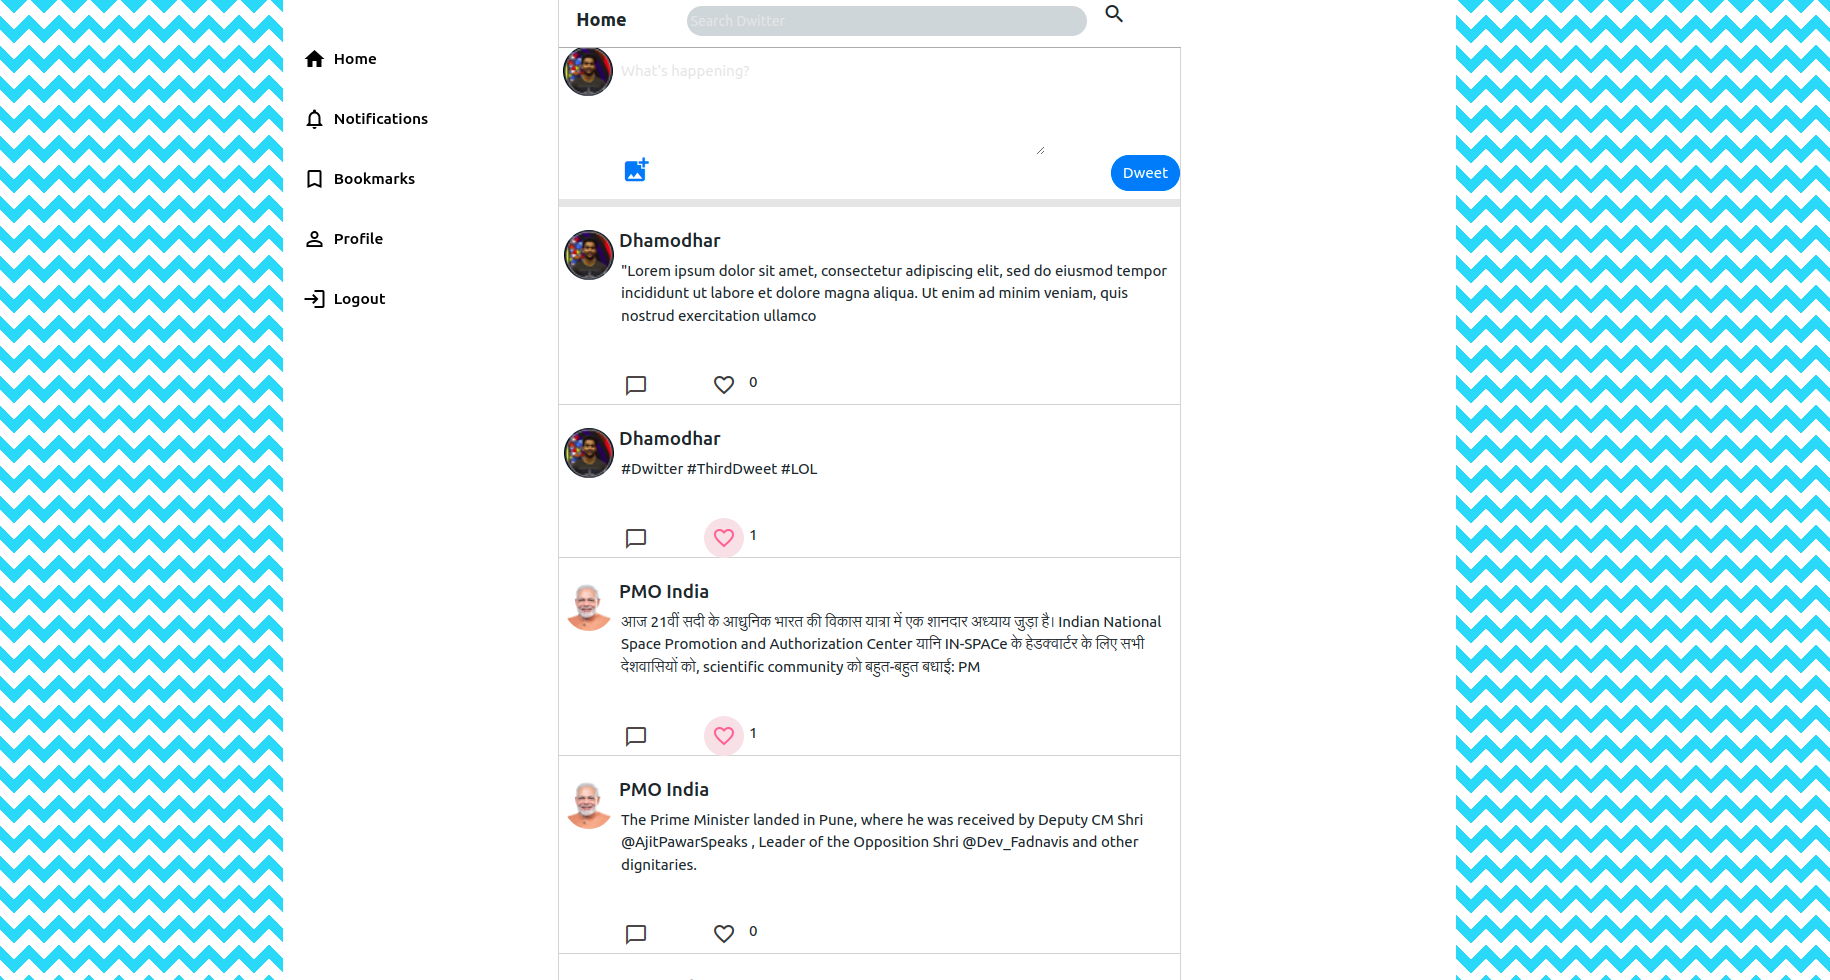 Home
Search Dwitter
Home
Notifications
Bookmarks
Profile
Logout
What's happening?
Dweet
Dhamodhar
"Lorem ipsum dolor sit amet, consectetur adipiscing elit, sed do eiusmod tempor
incididunt ut labore et dolore magna aliqua. Ut enim ad minim veniam, quis
nostrud exercitation ullamco
0
Dhamodhar
#Dwitter #ThirdDweet #LOL
1
PMO India
आज 21वीं सदी के आधुनिक भारत की विकास यात्रा में एक शानदार अध्याय जुड़ा है। Indian National
Space Promotion and Authorization Center यानि IN-SPACe के हेडक्वार्टर के लिए सभी
देशवासियों को, scientific community को बहुत-बहुत बधाई: PM
1
PMO India
The Prime Minister landed in Pune, where he was received by Deputy CM Shri
@AjitPawarSpeaks , Leader of the Opposition Shri @Dev_Fadnavis and other
dignitaries.
0